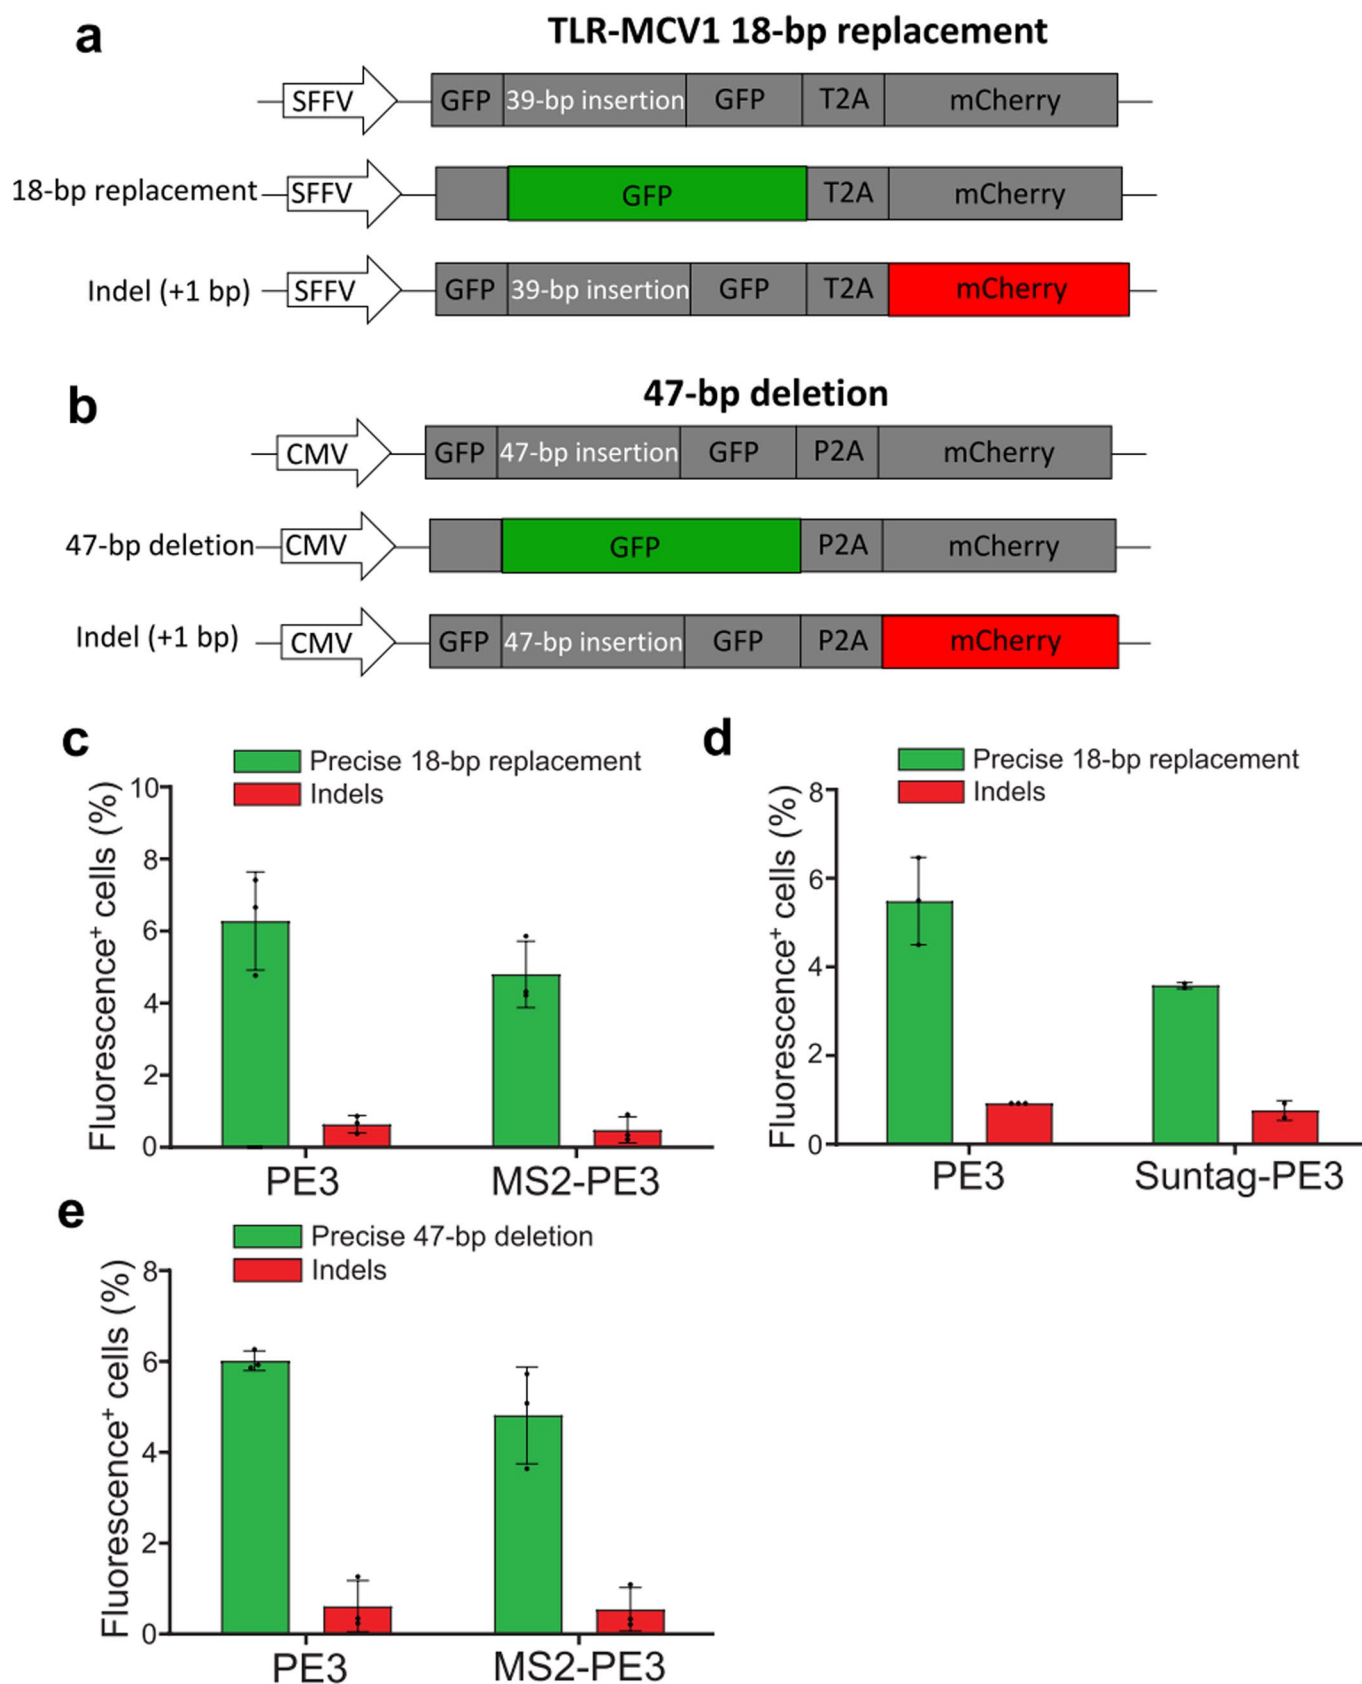 a
TLR-MCV1 18-bp replacement
SFFV GFP 39-bp insertion GFP T2A mCherry
18-bp replacement SFFV GFP T2A mCherry
Indel (+1 bp) SFFV GFP 39-bp insertion GFP T2A mCherry
b
47-bp deletion
CMV GFP 47-bp insertion GFP P2A mCherry
47-bp deletion CMV GFP P2A mCherry
Indel (+1 bp) CMV GFP 47-bp insertion GFP P2A mCherry
c
Precise 18-bp replacement
Indels
Fluorescence⁺ cells (%)
10
8
6
4
2
0
PE3 MS2-PE3
d
Precise 18-bp replacement
Indels
Fluorescence⁺ cells (%)
8
6
4
2
0
PE3 Suntag-PE3
e
Precise 47-bp deletion
Indels
Fluorescence⁺ cells (%)
8
6
4
2
0
PE3 MS2-PE3